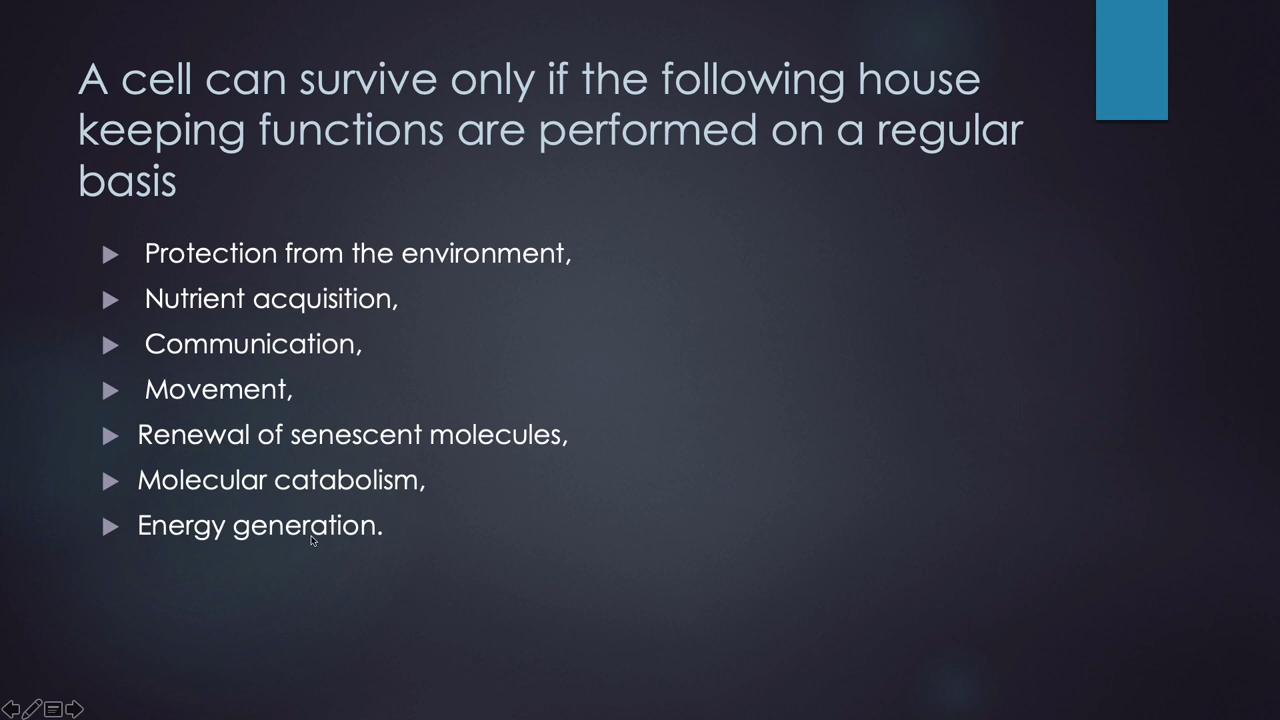 A cell can survive only if the following house
keeping functions are performed on a regular
basis
Protection from the environment,
Nutrient acquisition,
Communication,
Movement,
Renewal of senescent molecules,
Molecular catabolism,
Energy generation.